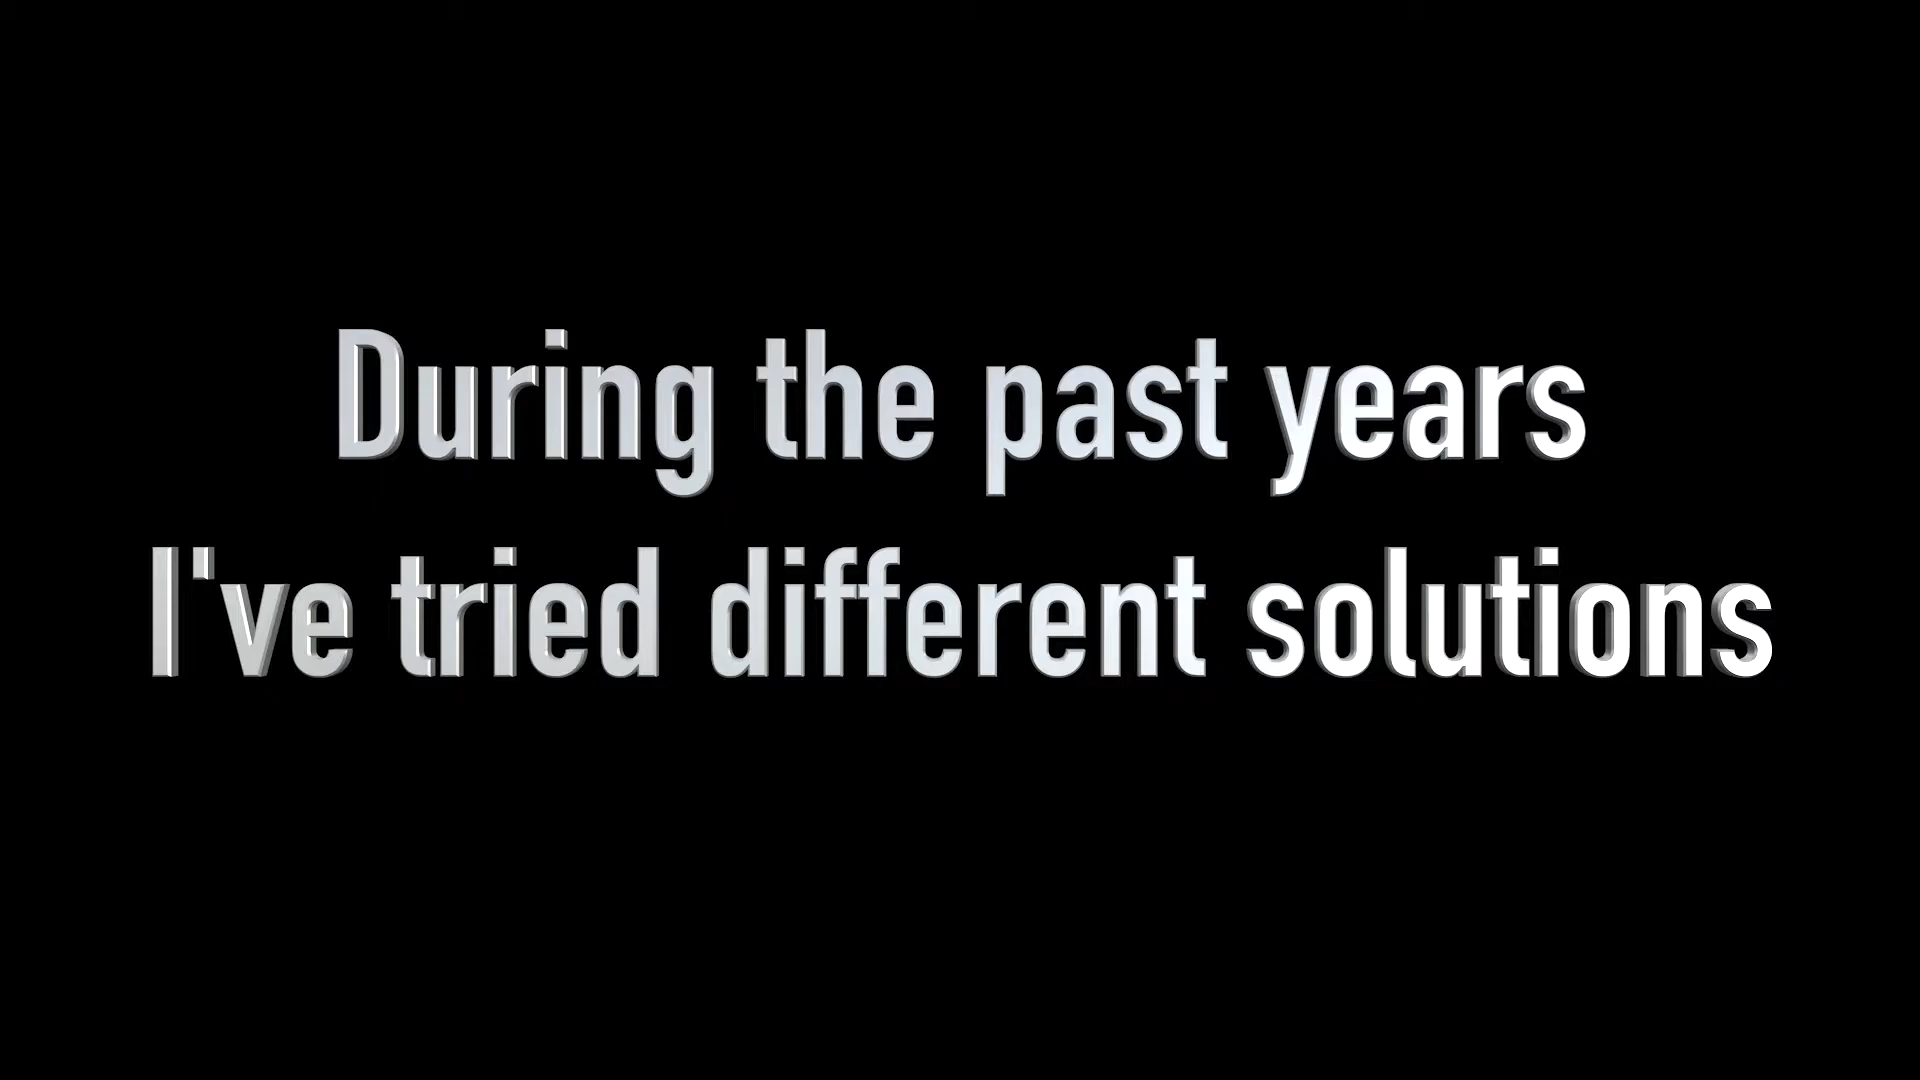 During the past years
I've tried different solutions